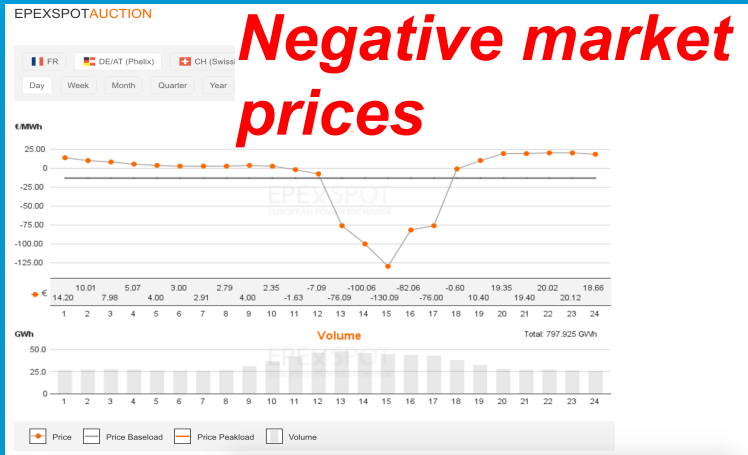 EPEXSPOTAUCTION
Negative market
prices
FR DE/AT (Phelix) CH (Swissi
Day Week Month Quarter Year
€/MWh
25.00
0
-25.00
-50.00
-75.00
-100.00
-125.00
EPEXSPOT
EUROPEAN POWER EXCHANGE
10.01 5.07 3.00 2.79 2.35 -7.09 -100.06 -82.06 -0.60 19.35 20.02 18.66
€ 14.20 7.98 4.00 2.91 4.00 -1.63 -76.09 -130.09 -76.00 10.40 19.40 20.12
1 2 3 4 5 6 7 8 9 10 11 12 13 14 15 16 17 18 19 20 21 22 23 24
GWh Volume Total: 797.925 GWh
50.0
EPEXSPOT
25.0
0
1 2 3 4 5 6 7 8 9 10 11 12 13 14 15 16 17 18 19 20 21 22 23 24
Price Price Baseload Price Peakload Volume